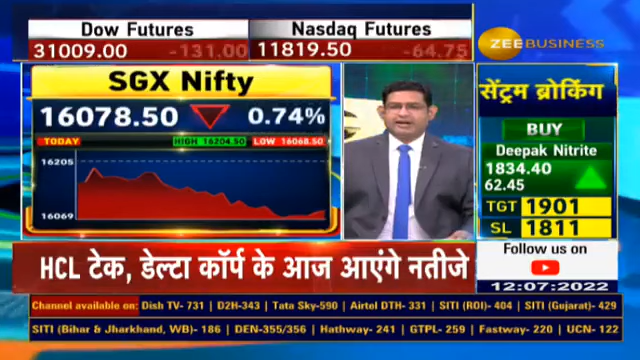 Dow Futures
31009.00 -131.00
Nasdaq Futures
11819.50 -64.75
ZEE BUSINESS
SGX Nifty
16078.50 0.74%
TODAY HIGH 16204.50 LOW 16068.50
16205
16069
सेंट्रम ब्रोकिंग
BUY
Deepak Nitrite
1834.40
62.45
TGT 1901
SL 1811
Follow us on
12:07:2022
HCL टेक, डेल्टा कॉर्प के आज आएंगे नतीजे
Channel available on: Dish TV- 731 | D2H-343 | Tata Sky-590 | Airtel DTH- 331 | SITI (ROI)- 404 | SITI (Gujarat)- 429
SITI (Bihar & Jharkhand, WB)- 186 | DEN-355/356 | Hathway- 241 | GTPL- 259 | Fastway- 220 | UCN- 122